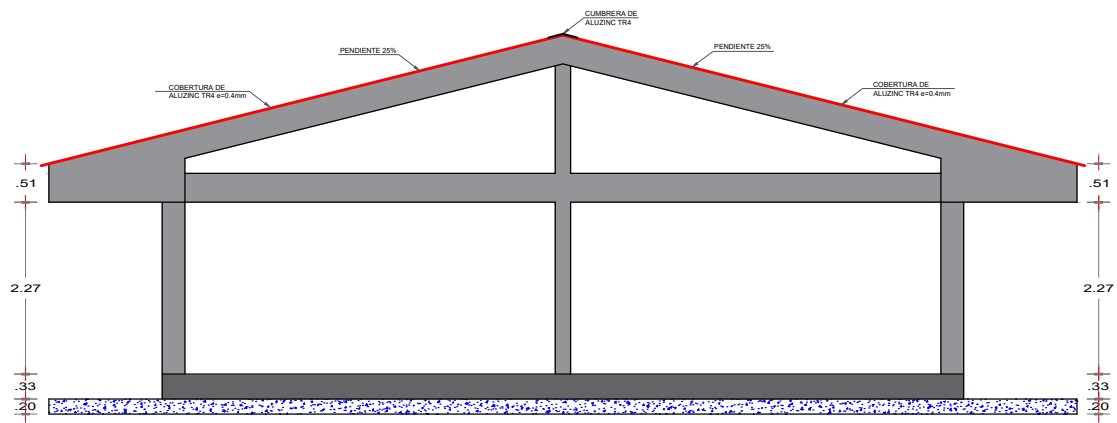 CUMBRERA DE
ALUZINC TR4
PENDIENTE 25%
PENDIENTE 25%
COBERTURA DE
ALUZINC TR4 e=0.4mm
COBERTURA DE
ALUZINC TR4 e=0.4mm
.51
.51
2.27
2.27
.33
.33
.20
.20